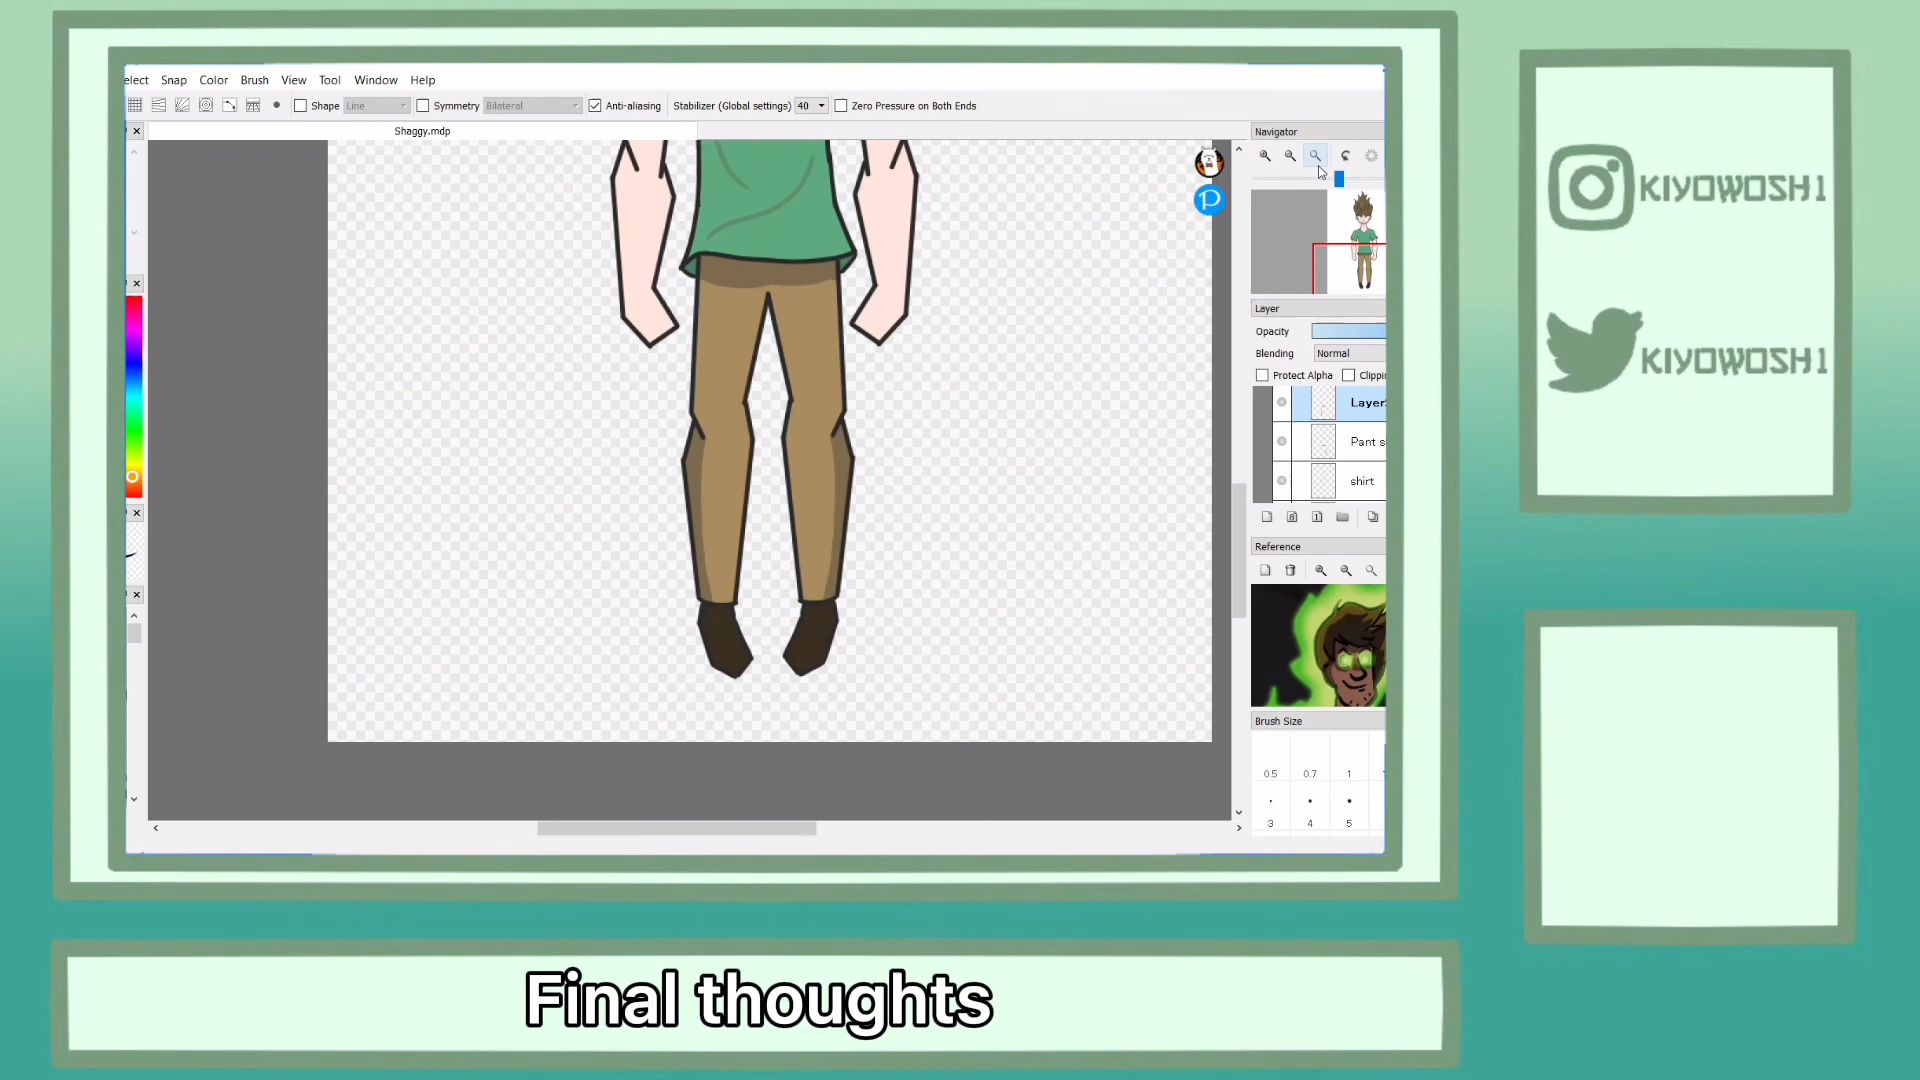 elect Snap Color Brush View Tool Window Help
Shape Line Symmetry Bilateral Anti-aliasing Stabilizer (Global settings) 40 Zero Pressure on Both Ends
Shaggy.mdp
Navigator
Layer
Opacity
Blending Normal
Protect Alpha Clippi
Layer
Pant s
shirt
Reference
Brush Size
0.5 0.7 1
3 4 5
KIYOWOSH1
KIYOWOSH1
Final thoughts